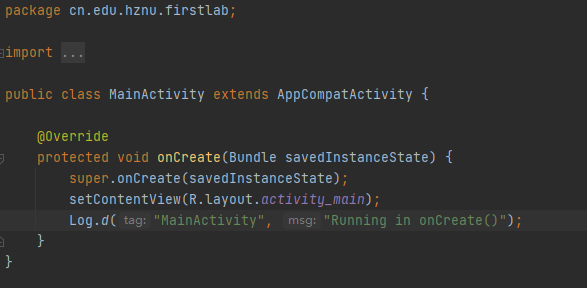 package cn.edu.hznu.firstlab;
import ...
public class MainActivity extends AppCompatActivity {
@Override
protected void onCreate(Bundle savedInstanceState) {
super.onCreate(savedInstanceState);
setContentView(R.layout.activity_main);
Log.d( tag: "MainActivity", msg: "Running in onCreate()");
}
}